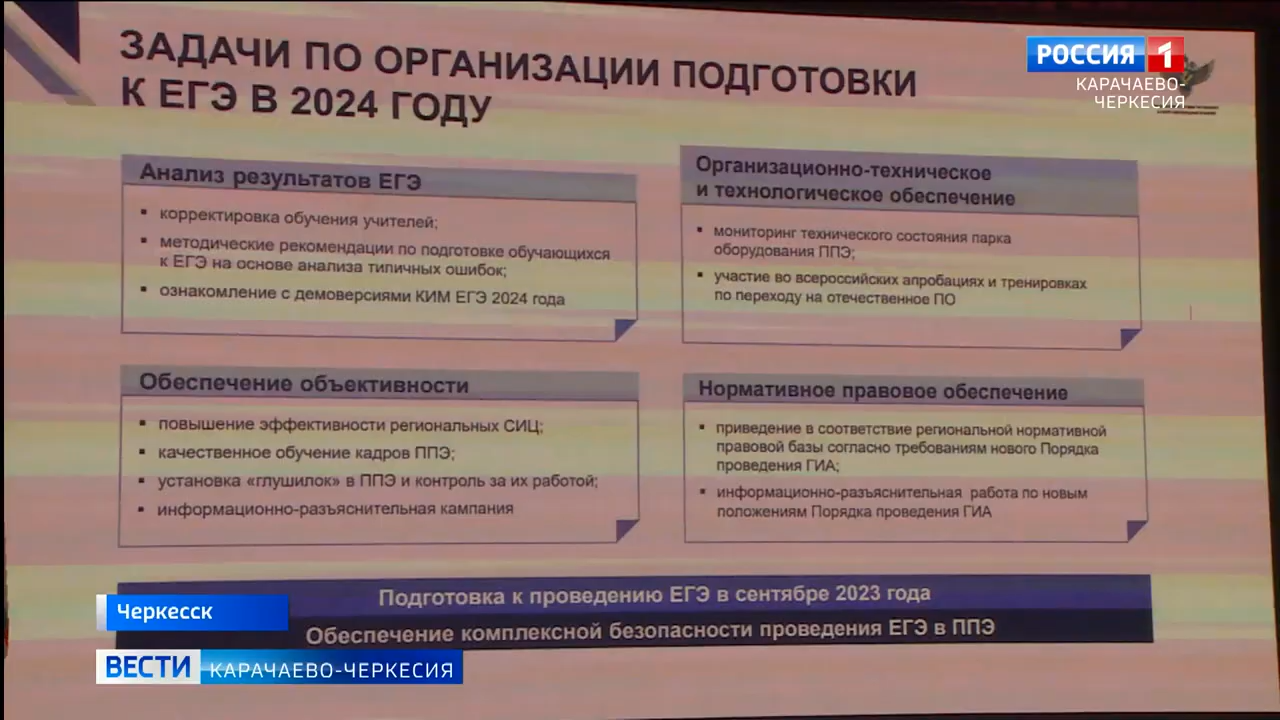 ЗАДАЧИ ПО ОРГАНИЗАЦИИ ПОДГОТОВКИ
К ЕГЭ В 2024 ГОДУ
РОССИЯ 1
КАРАЧАЕВО-
ЧЕРКЕСИЯ
Анализ результатов ЕГЭ
▪ корректировка обучения учителей;
▪ методические рекомендации по подготовке обучающихся
к ЕГЭ на основе анализа типичных ошибок;
▪ ознакомление с демоверсиями КИМ ЕГЭ 2024 года
Организационно-техническое
и технологическое обеспечение
▪ мониторинг технического состояния парка
оборудования ППЭ;
▪ участие во всероссийских апробациях и тренировках
по переходу на отечественное ПО
Обеспечение объективности
▪ повышение эффективности региональных СИЦ;
▪ качественное обучение кадров ППЭ;
▪ установка «глушилок» в ППЭ и контроль за их работой;
▪ информационно-разъяснительная кампания
Нормативное правовое обеспечение
▪ приведение в соответствие региональной нормативной
правовой базы согласно требованиям нового Порядка
проведения ГИА;
▪ информационно-разъяснительная работа по новым
положениям Порядка проведения ГИА
Подготовка к проведению ЕГЭ в сентябре 2023 года
Обеспечение комплексной безопасности проведения ЕГЭ в ППЭ
Черкесск
ВЕСТИ КАРАЧАЕВО-ЧЕРКЕСИЯ